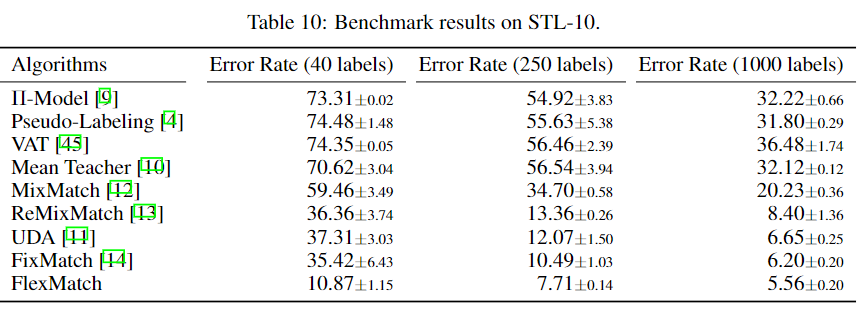 Table 10: Benchmark results on STL-10.
Algorithms Error Rate (40 labels) Error Rate (250 labels) Error Rate (1000 labels)
Π-Model [9] 73.31±0.02 54.92±3.83 32.22±0.66
Pseudo-Labeling [4] 74.48±1.48 55.63±5.38 31.80±0.29
VAT [45] 74.35±0.05 56.46±2.39 36.48±1.74
Mean Teacher [10] 70.62±3.04 56.54±3.94 32.12±0.12
MixMatch [12] 59.46±3.49 34.70±0.58 20.23±0.36
ReMixMatch [13] 36.36±3.74 13.36±0.26 8.40±1.36
UDA [11] 37.31±3.03 12.07±1.50 6.65±0.25
FixMatch [14] 35.42±6.43 10.49±1.03 6.20±0.20
FlexMatch 10.87±1.15 7.71±0.14 5.56±0.20